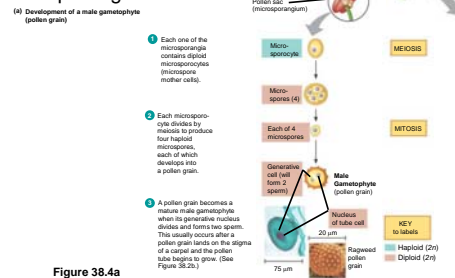 (a) Development of a male gametophyte
(pollen grain)
Pollen sac
(microsporangium)
1 Each one of the
microsporangia
contains diploid
microsporocytes
(microspore
mother cells).
Micro-
sporocyte
MEIOSIS
Micro-
spores (4)
2 Each microsporo-
cyte divides by
meiosis to produce
four haploid
microspores,
each of which
develops into
a pollen grain.
Each of 4
microspores
MITOSIS
Generative
cell (will
form 2
sperm)
Male
Gametophyte
(pollen grain)
3 A pollen grain becomes a
mature male gametophyte
when its generative nucleus
divides and forms two sperm.
This usually occurs after a
pollen grain lands on the stigma
of a carpel and the pollen
tube begins to grow. (See
Figure 38.2b.)
Nucleus
of tube cell
KEY
to labels
20 μm
Haploid (2n)
Diploid (2n)
Ragweed
pollen
grain
75 μm
Figure 38.4a